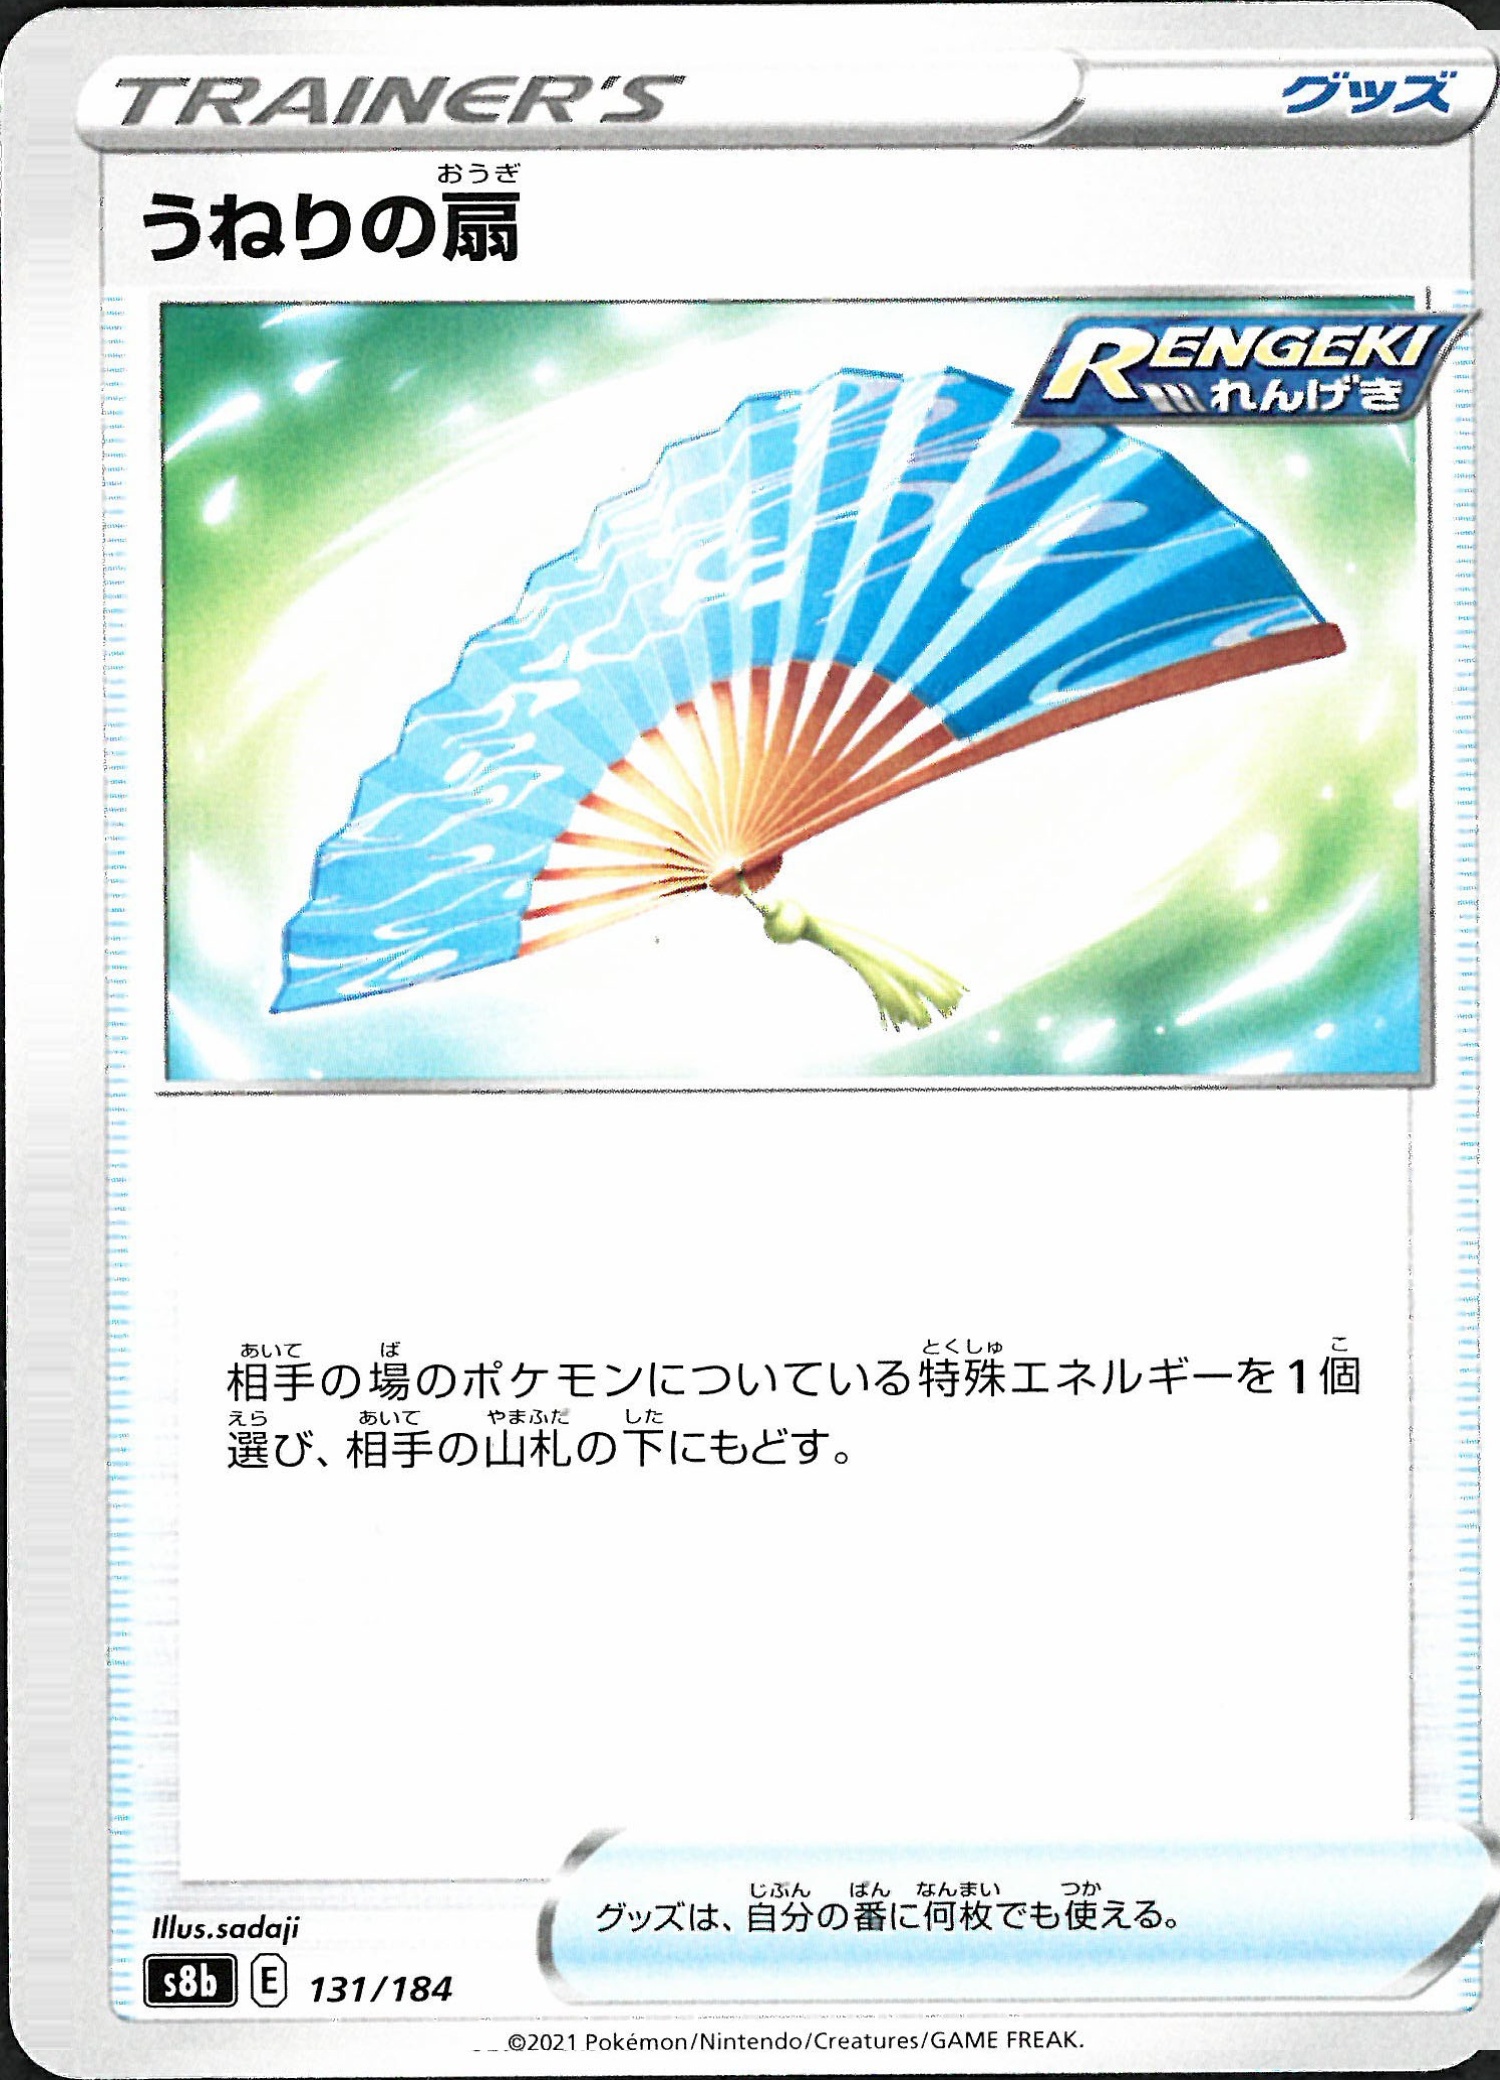 TRAINER'S
グッズ
おうぎ
うねりの扇
RENGEKI
れんげき
あいて ば とくしゅ こ
相手の場のポケモンについている特殊エネルギーを1個
えら あいて やまふだ した
選び、相手の山札の下にもどす。
じぶん ばん なんまい つか
グッズは、自分の番に何枚でも使える。
Illus.sadaji
s8b E 131/184
©2021 Pokémon/Nintendo/Creatures/GAME FREAK.